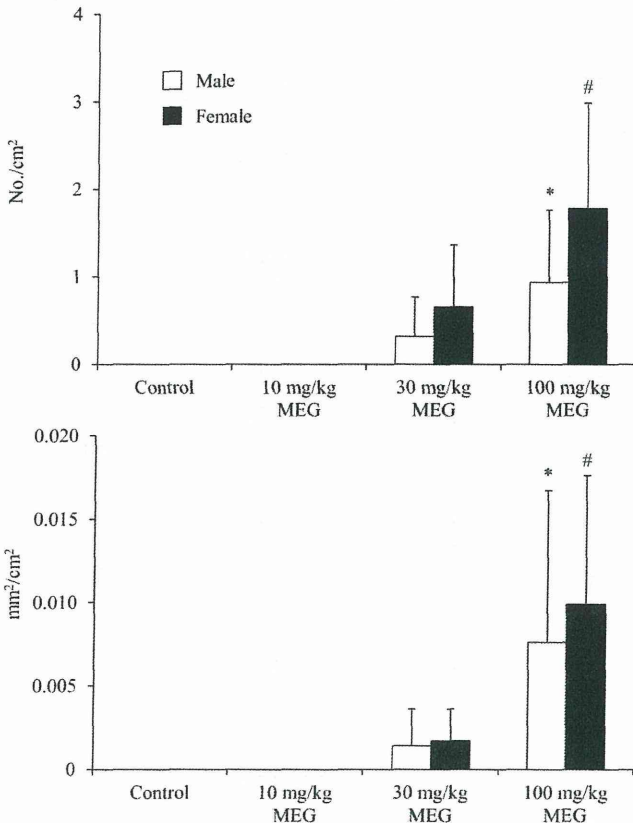 4
3
2
1
0
No./cm²
Male
Female
*
#
Control
10 mg/kg
MEG
30 mg/kg
MEG
100 mg/kg
MEG
0.020
0.015
0.010
0.005
0
mm²/cm²
*
#
Control
10 mg/kg
MEG
30 mg/kg
MEG
100 mg/kg
MEG